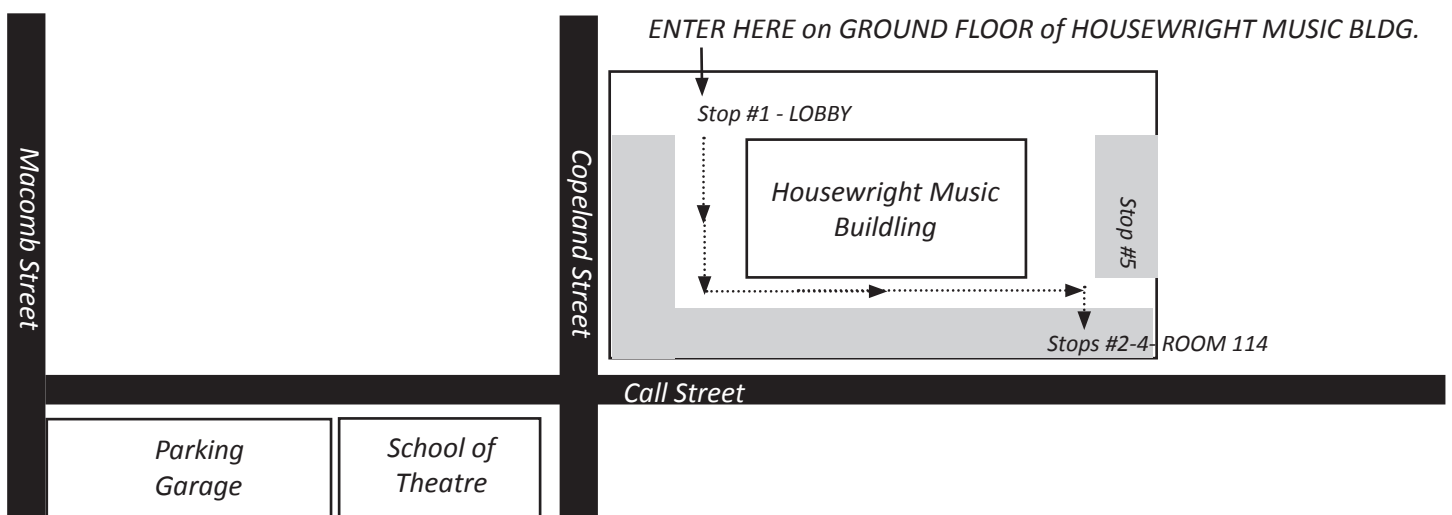 ENTER HERE on GROUND FLOOR of HOUSEWRIGHT MUSIC BLDG.
Stop #1 - LOBBY
Macomb Street
Copeland Street
Housewright Music
Buildling
Stop #5
Stops #2-4- ROOM 114
Call Street
Parking
Garage
School of
Theatre